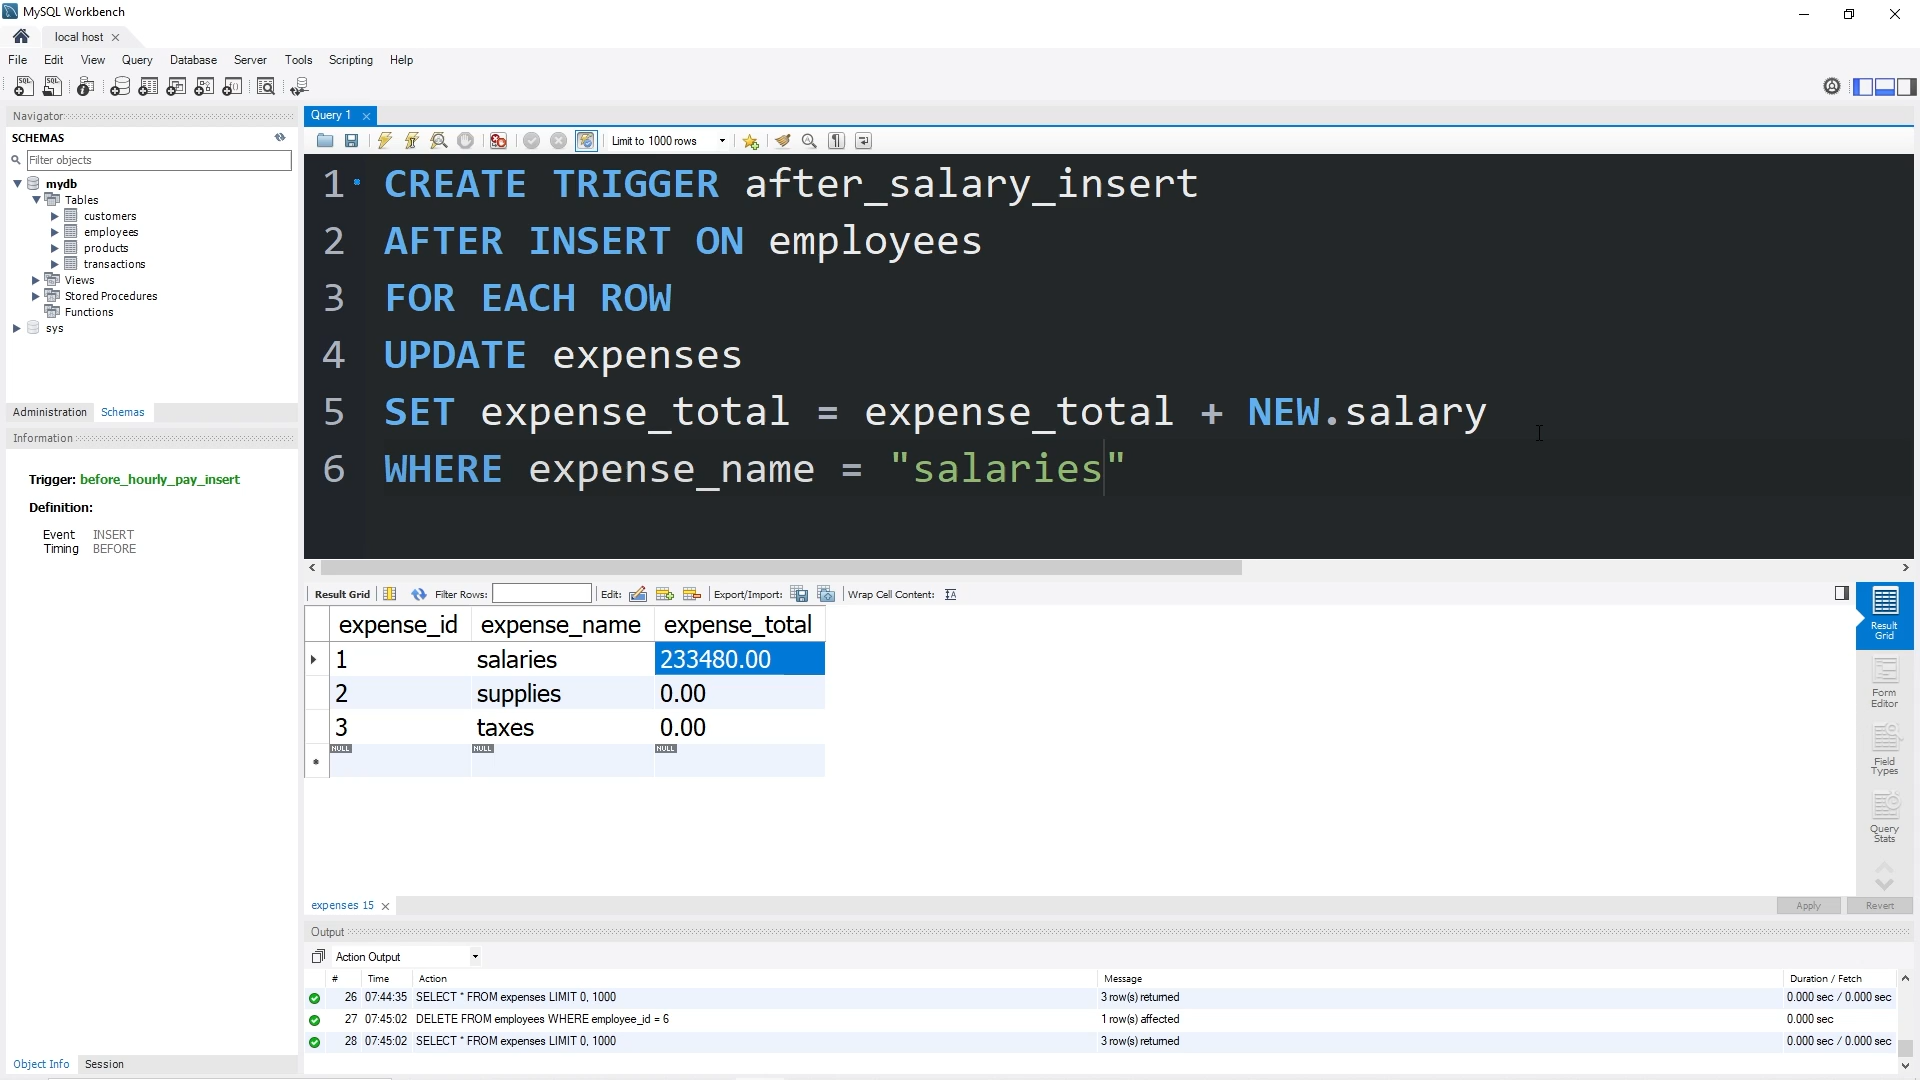 MySQL Workbench
local host
File Edit View Query Database Server Tools Scripting Help
Navigator
SCHEMAS
Filter objects
mydb
Tables
customers
employees
products
transactions
Views
Stored Procedures
Functions
sys
Administration Schemas
Information
Trigger: before_hourly_pay_insert
Definition:
Event INSERT
Timing BEFORE
Object Info Session
Query 1
Limit to 1000 rows
1 CREATE TRIGGER after_salary_insert
2 AFTER INSERT ON employees
3 FOR EACH ROW
4 UPDATE expenses
5 SET expense_total = expense_total + NEW.salary
6 WHERE expense_name = "salaries"
Result Grid Filter Rows: Edit: Export/Import: Wrap Cell Content:
expense_id expense_name expense_total
1 salaries 233480.00
2 supplies 0.00
3 taxes 0.00
NULL NULL NULL
Result Grid
Form Editor
Field Types
Query Stats
expenses 15
Apply Revert
Output
Action Output
# Time Action Message Duration / Fetch
26 07:44:35 SELECT * FROM expenses LIMIT 0, 1000 3 row(s) returned 0.000 sec / 0.000 sec
27 07:45:02 DELETE FROM employees WHERE employee_id = 6 1 row(s) affected 0.000 sec
28 07:45:02 SELECT * FROM expenses LIMIT 0, 1000 3 row(s) returned 0.000 sec / 0.000 sec